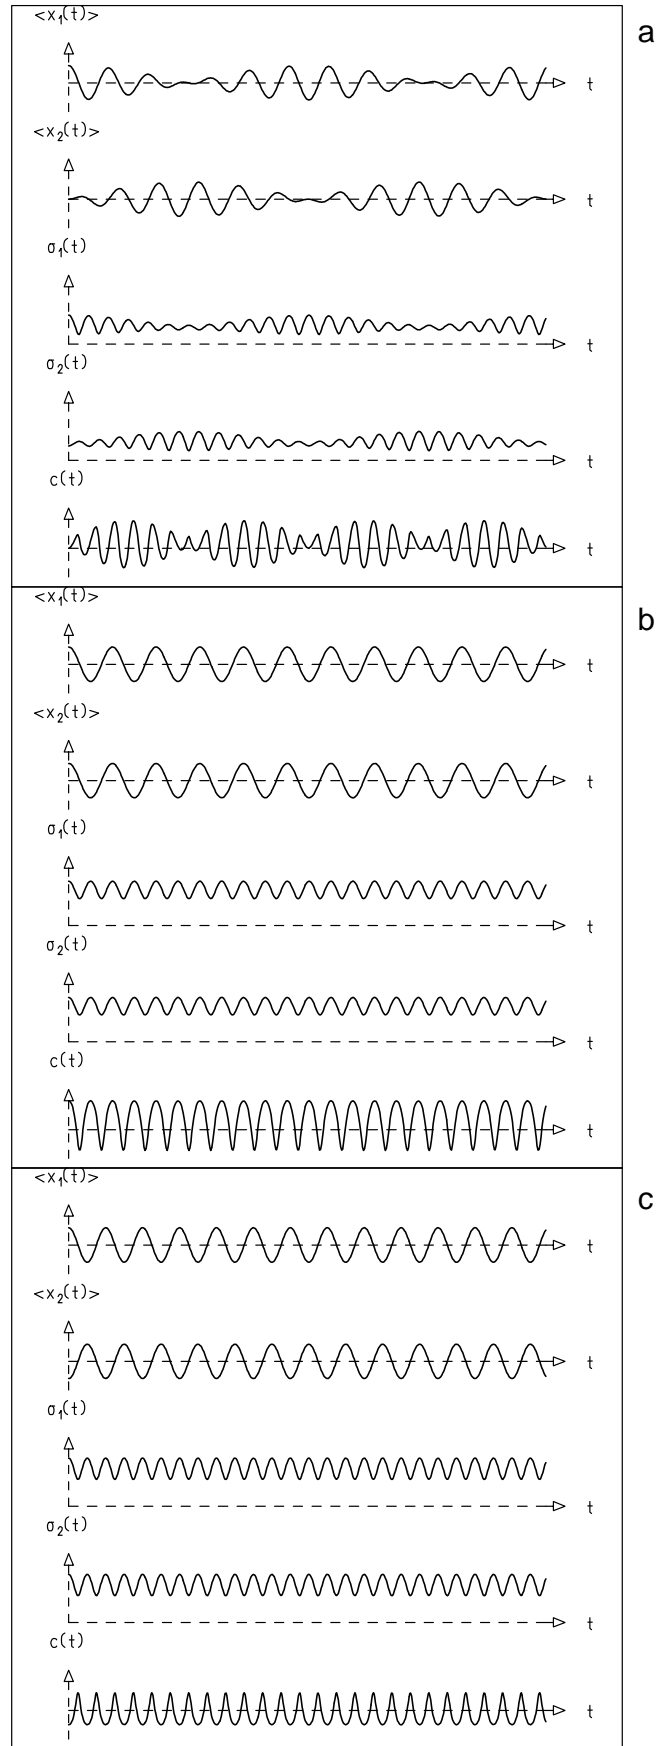 <x₁(t)>
a
t
<x₂(t)>
t
σ₁(t)
t
σ₂(t)
t
c(t)
t
<x₁(t)>
b
t
<x₂(t)>
t
σ₁(t)
t
σ₂(t)
t
c(t)
t
<x₁(t)>
c
t
<x₂(t)>
t
σ₁(t)
t
σ₂(t)
t
c(t)
t